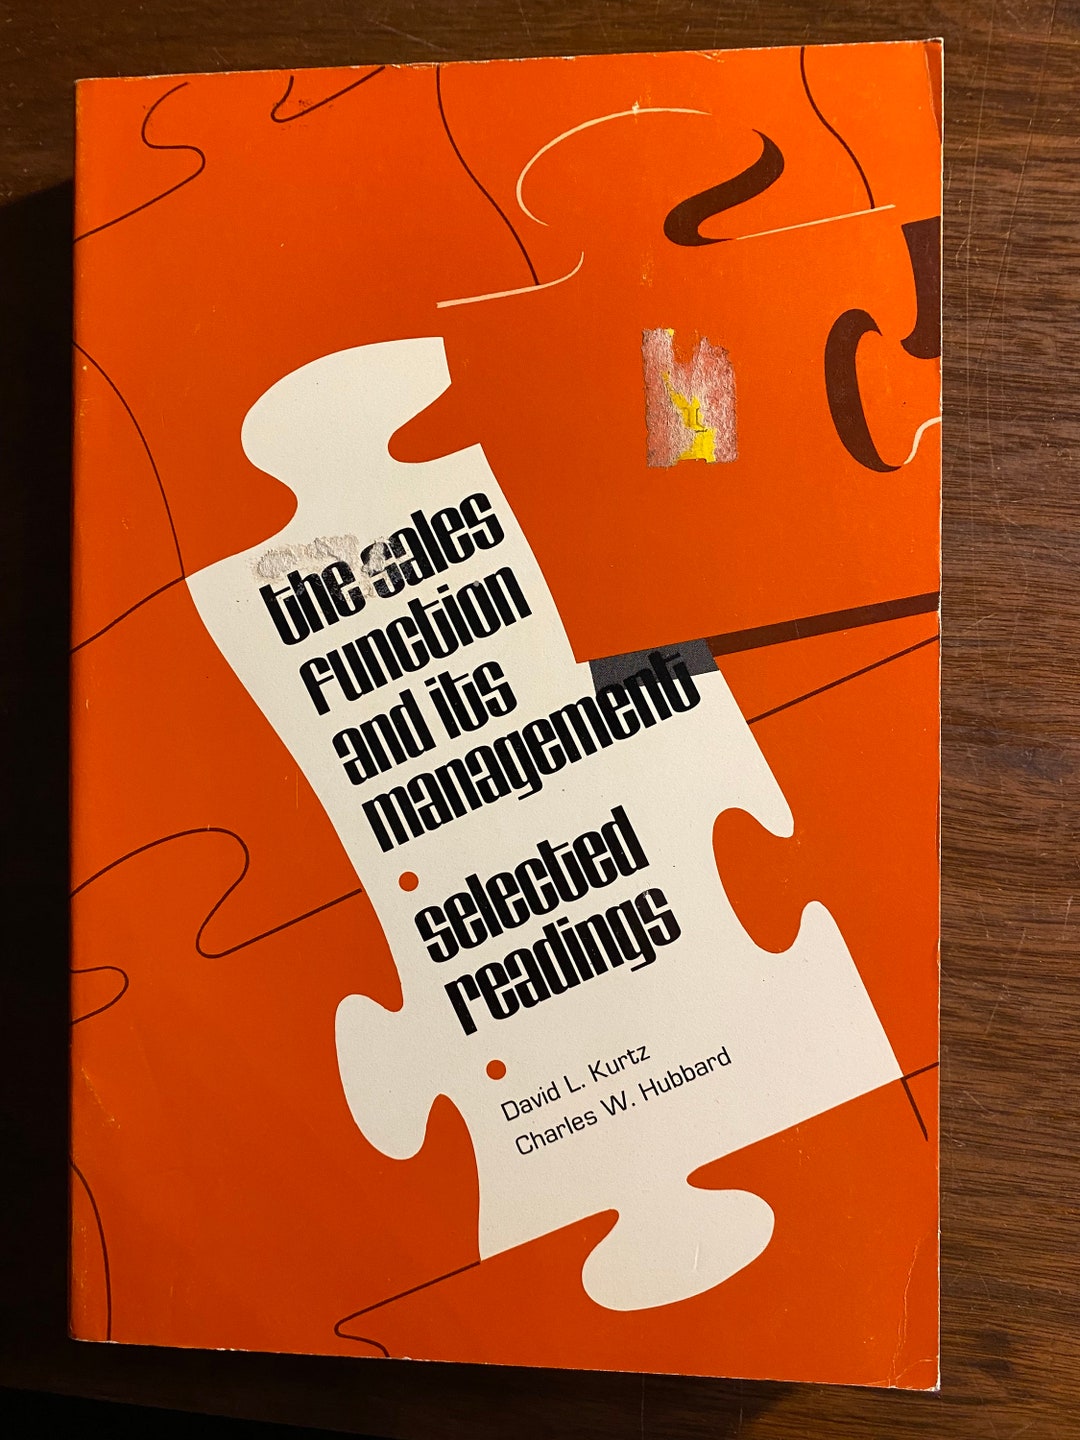 the sales
function
and its
management
selected
readings
David L. Kurtz
Charles W. Hubbard